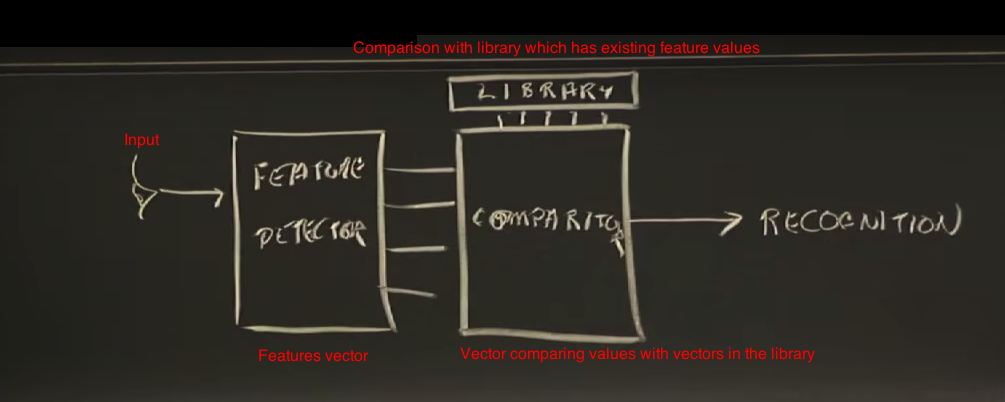 Comparison with library which has existing feature values
LIBRARY
Input
FEATURE
DETECTOR
COMPARITOR
RECOGNITION
Features vector
Vector comparing values with vectors in the library